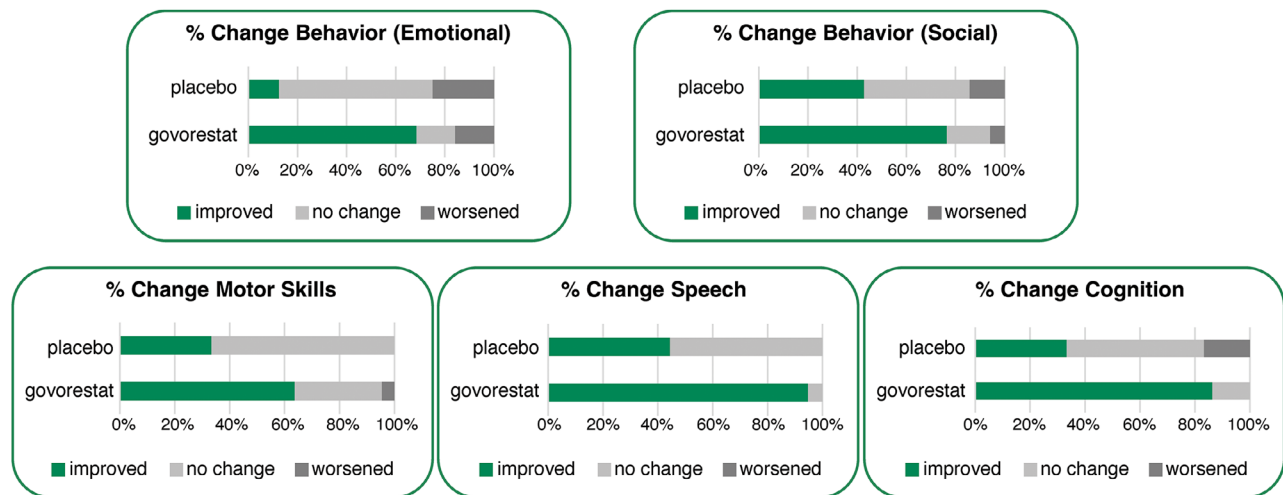 % Change Behavior (Emotional)
placebo
govorestat
0% 20% 40% 60% 80% 100%
improved no change worsened
% Change Behavior (Social)
placebo
govorestat
0% 20% 40% 60% 80% 100%
improved no change worsened
% Change Motor Skills
placebo
govorestat
0% 20% 40% 60% 80% 100%
improved no change worsened
% Change Speech
placebo
govorestat
0% 20% 40% 60% 80% 100%
improved no change worsened
% Change Cognition
placebo
govorestat
0% 20% 40% 60% 80% 100%
improved no change worsened